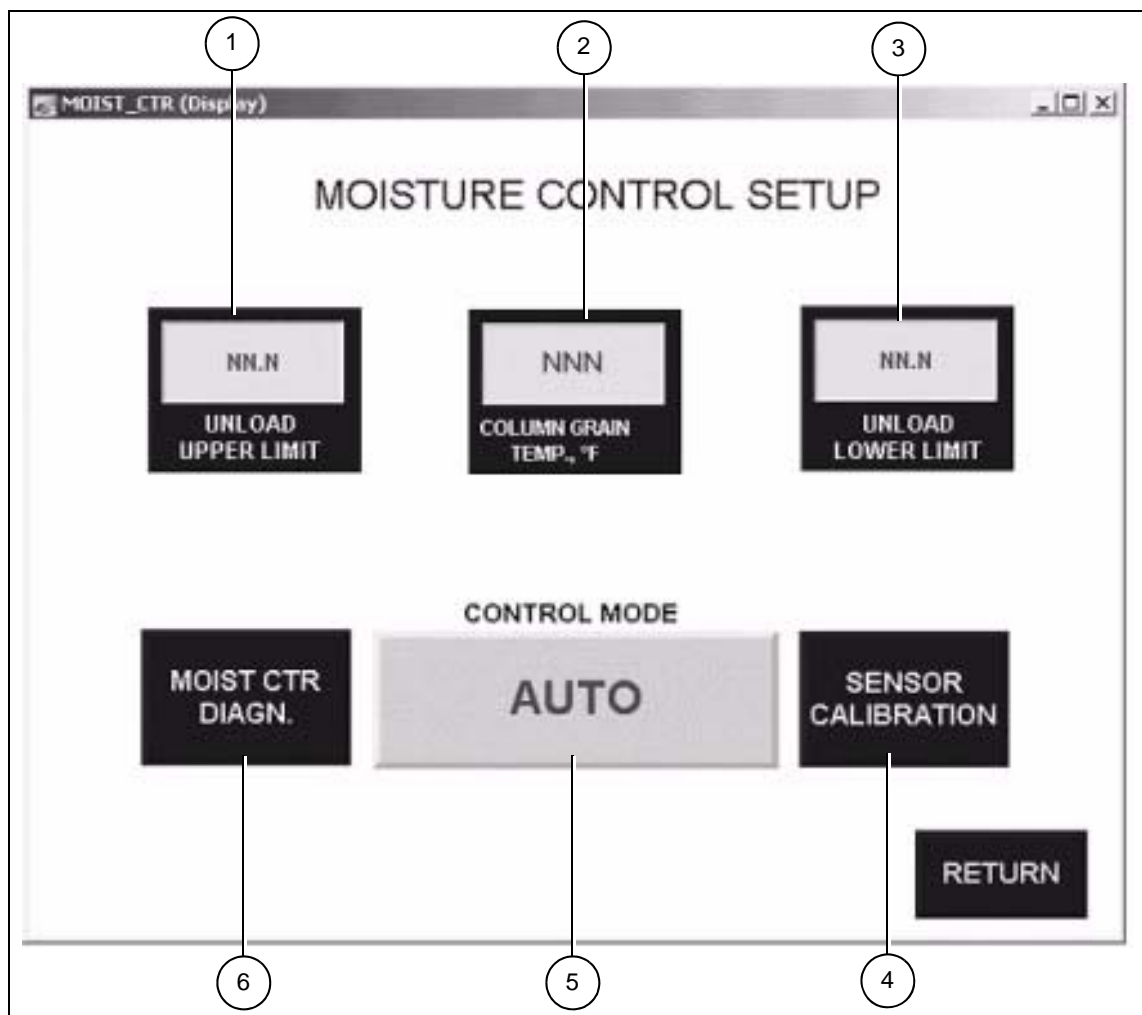 1 2 3
MOIST_CTR (Display)
MOISTURE CONTROL SETUP
NN.N
UNLOAD
UPPER LIMIT
NNN
COLUMN GRAIN
TEMP., °F
NN.N
UNLOAD
LOWER LIMIT
CONTROL MODE
MOIST CTR
DIAGN.
AUTO
SENSOR
CALIBRATION
RETURN
6 5 4